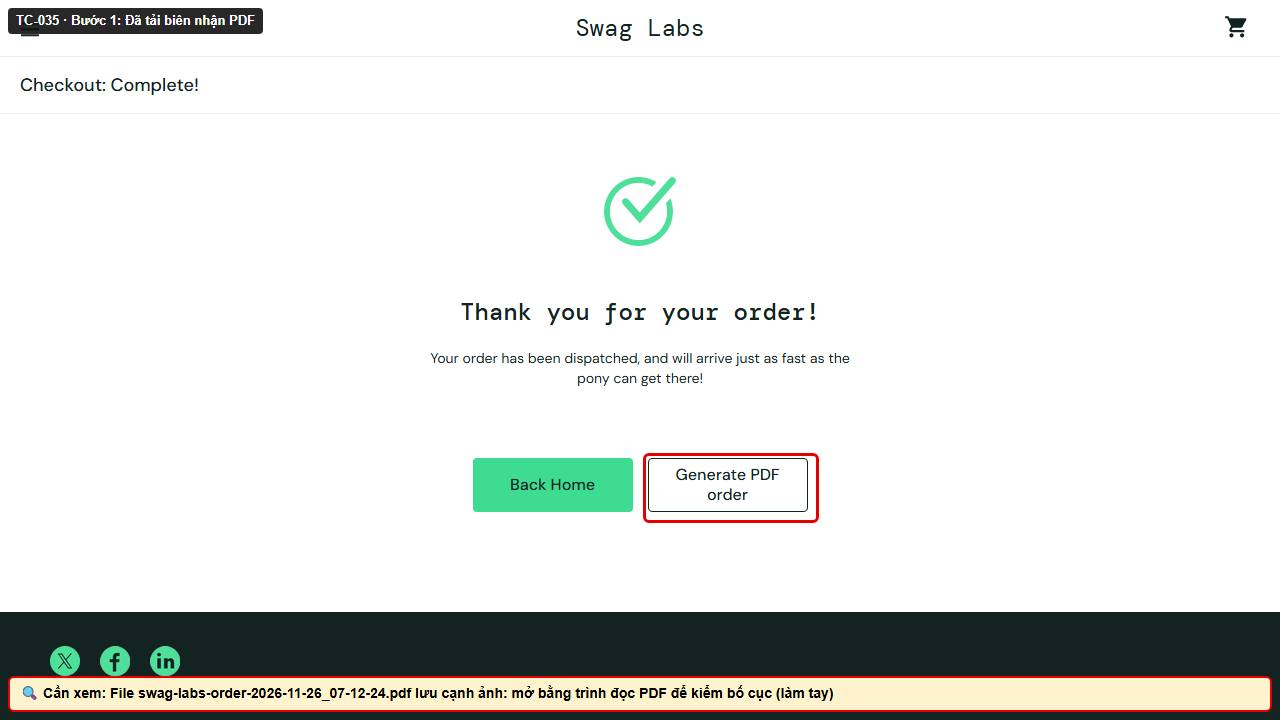 TC-035 · Bước 1: Đã tải biên nhận PDF
Swag Labs
Checkout: Complete!
Thank you for your order!
Your order has been dispatched, and will arrive just as fast as the
pony can get there!
Back Home
Generate PDF
order
Cần xem: File swag-labs-order-2026-11-26_07-12-24.pdf lưu cạnh ảnh: mở bằng trình đọc PDF để kiểm bố cục (làm tay)